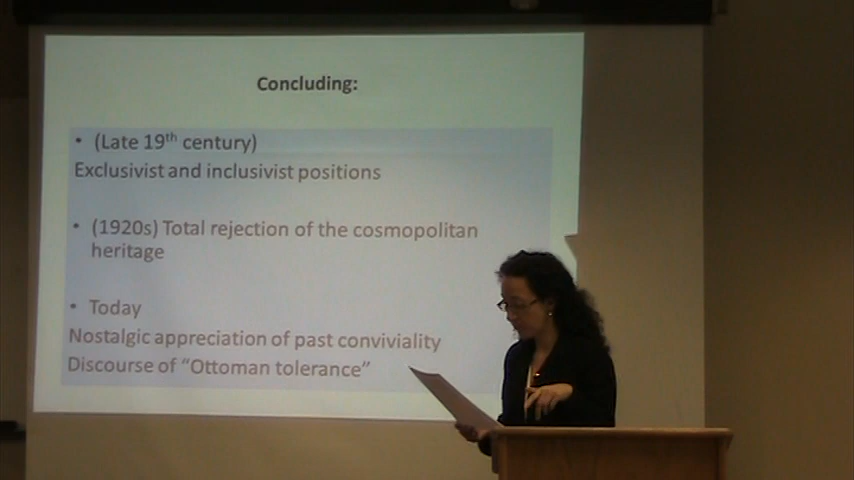 Concluding:
• (Late 19th century)
Exclusivist and inclusivist positions
• (1920s) Total rejection of the cosmopolitan
heritage
• Today
Nostalgic appreciation of past conviviality
Discourse of “Ottoman tolerance”